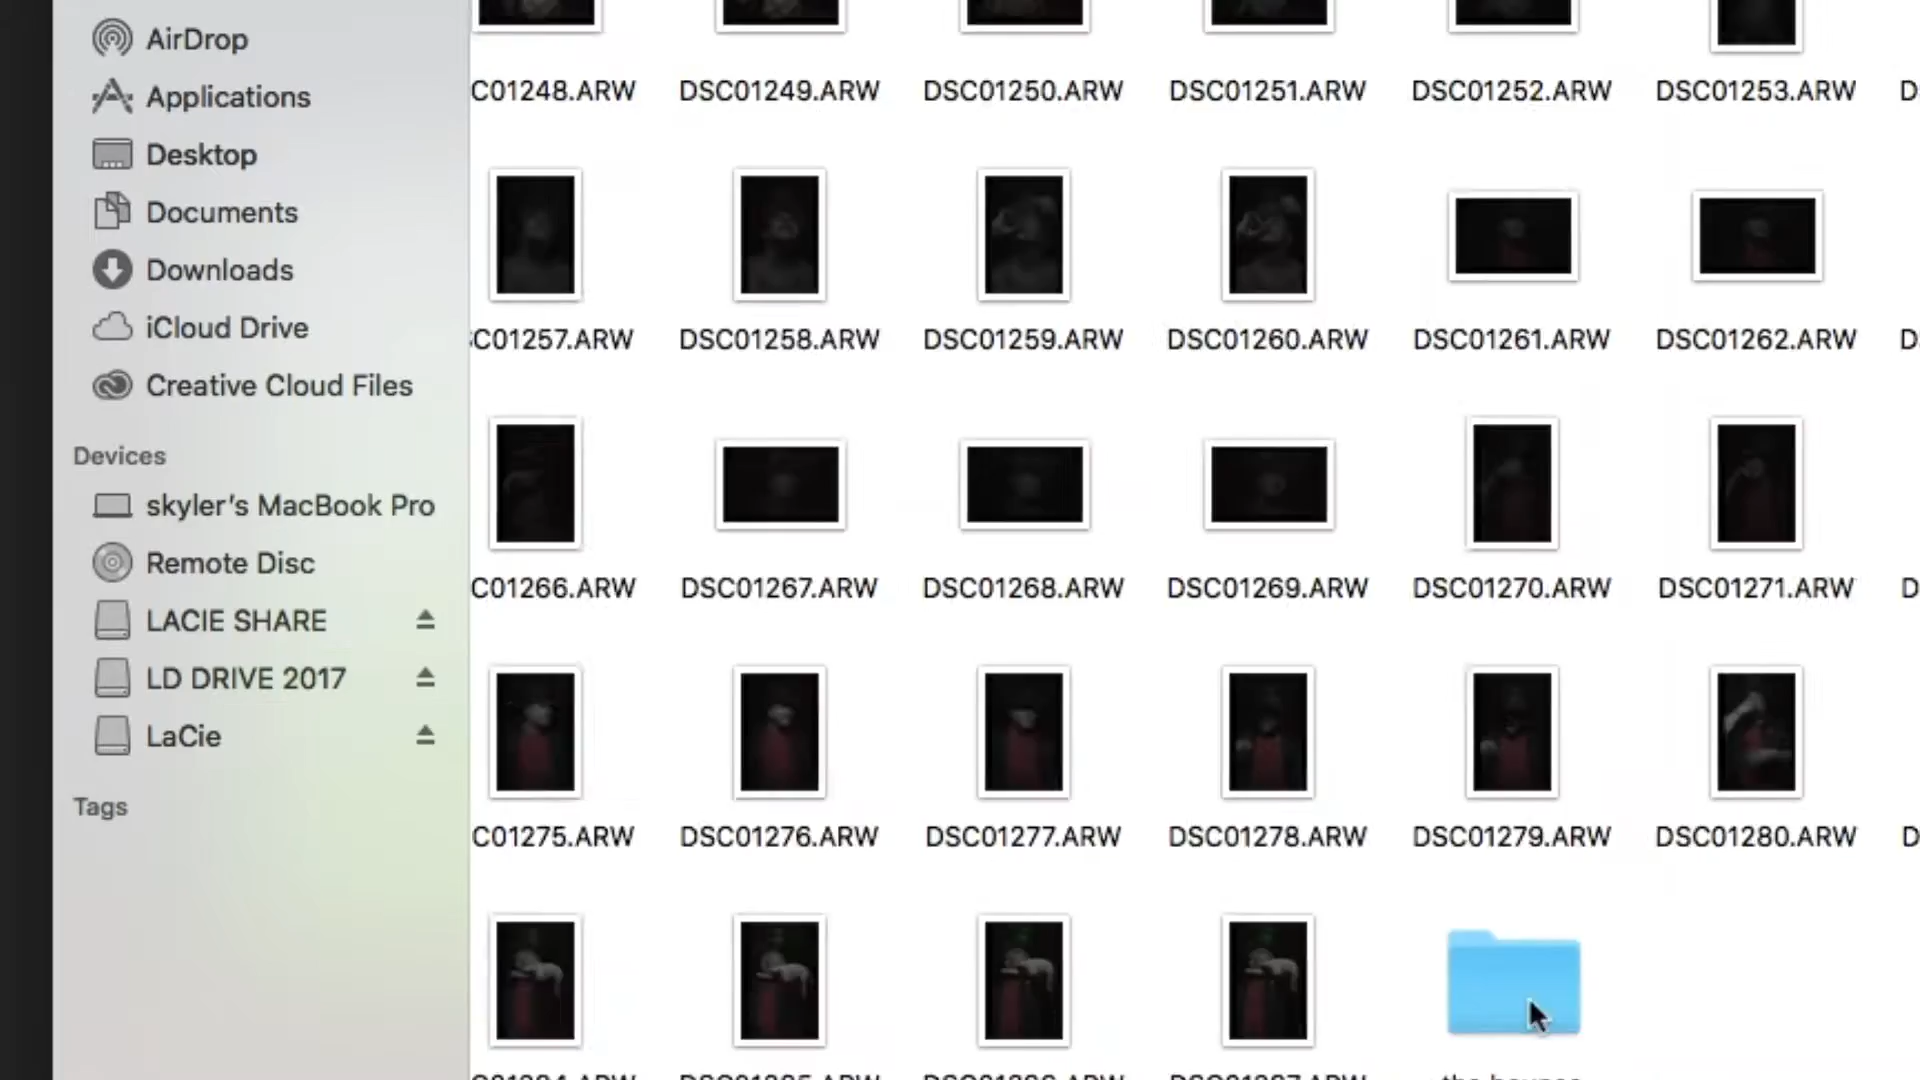 AirDrop
Applications
Desktop
Documents
Downloads
iCloud Drive
Creative Cloud Files
Devices
skyler's MacBook Pro
Remote Disc
LACIE SHARE
LD DRIVE 2017
LaCie
Tags
C01248.ARW DSC01249.ARW DSC01250.ARW DSC01251.ARW DSC01252.ARW DSC01253.ARW
C01257.ARW DSC01258.ARW DSC01259.ARW DSC01260.ARW DSC01261.ARW DSC01262.ARW
C01266.ARW DSC01267.ARW DSC01268.ARW DSC01269.ARW DSC01270.ARW DSC01271.ARW
C01275.ARW DSC01276.ARW DSC01277.ARW DSC01278.ARW DSC01279.ARW DSC01280.ARW